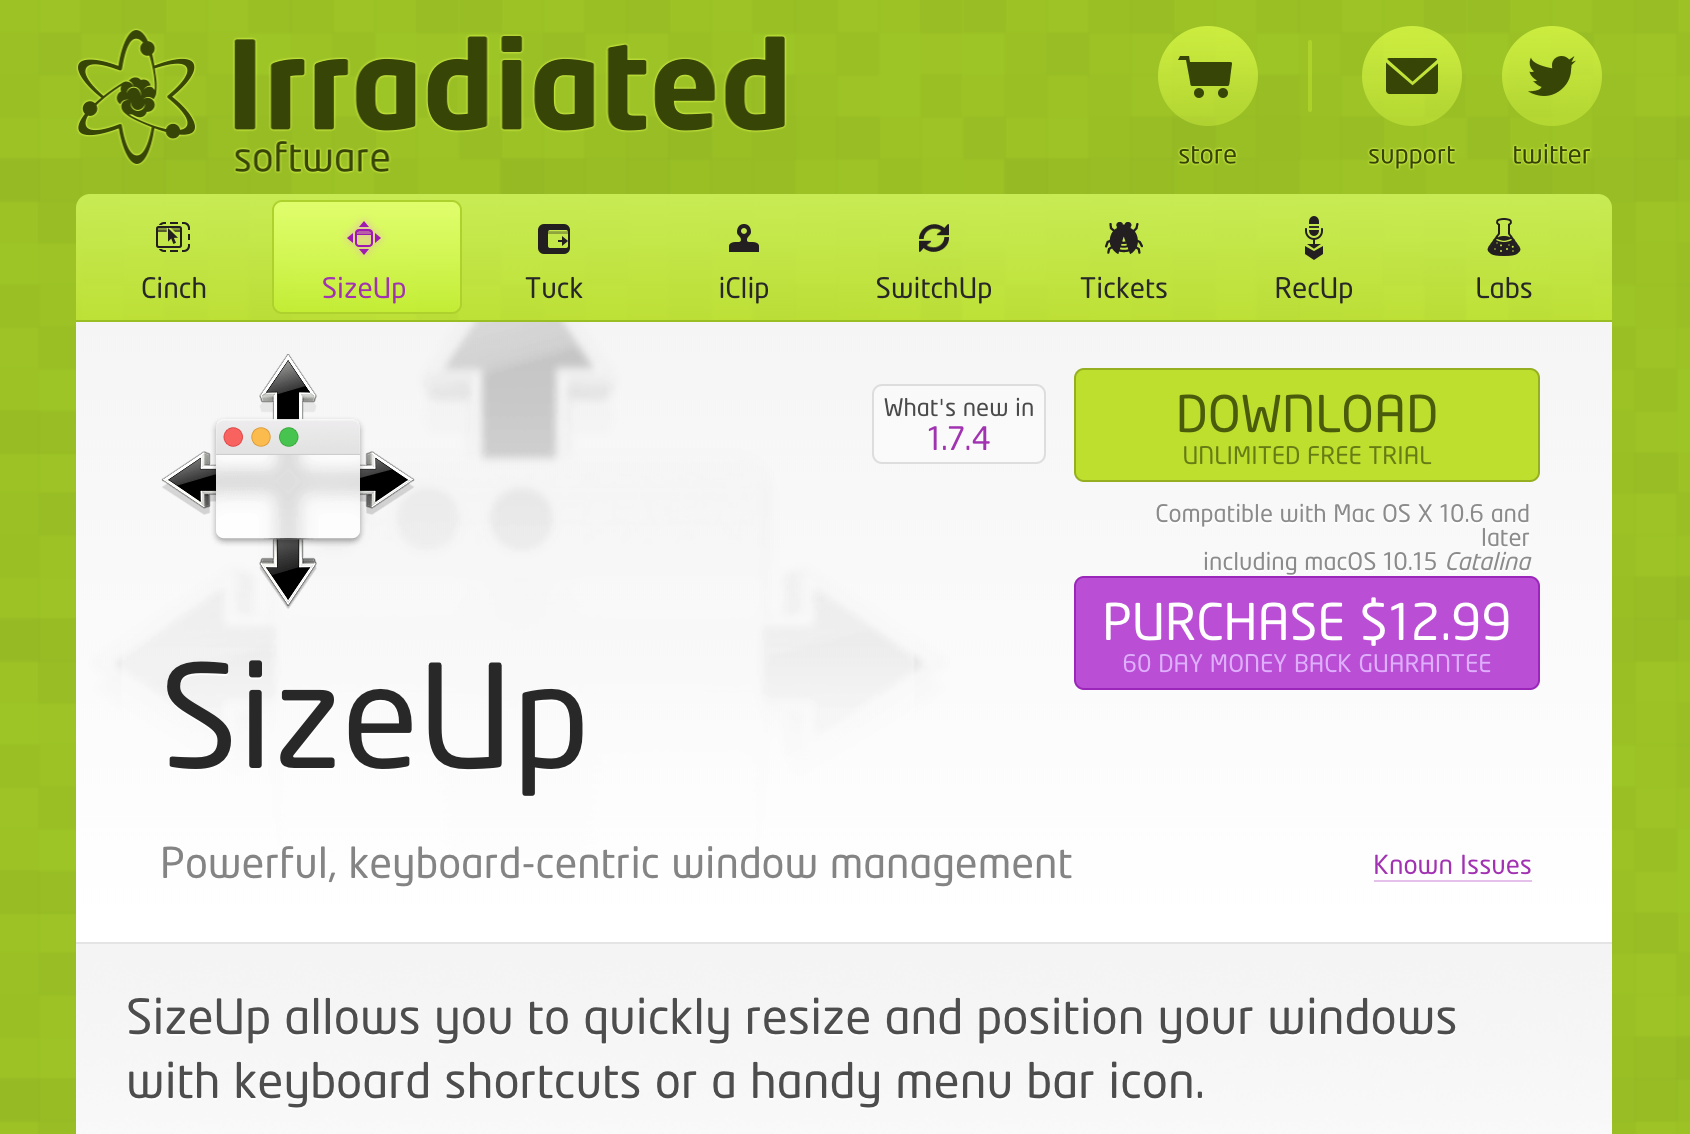 Irradiated
software
store
support
twitter
Cinch
SizeUp
Tuck
iClip
SwitchUp
Tickets
RecUp
Labs
What's new in
1.7.4
DOWNLOAD
UNLIMITED FREE TRIAL
Compatible with Mac OS X 10.6 and
later
including macOS 10.15 Catalina
PURCHASE $12.99
60 DAY MONEY BACK GUARANTEE
SizeUp
Powerful, keyboard-centric window management
Known Issues
SizeUp allows you to quickly resize and position your windows
with keyboard shortcuts or a handy menu bar icon.